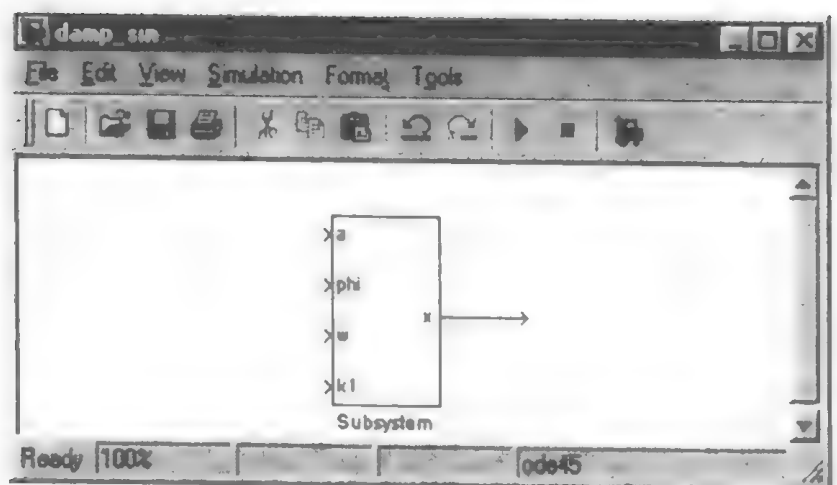 damp_sin
File Edit View Simulation Format Tools
a
phi
w
x
k1
Subsystem
Ready 100% ode45